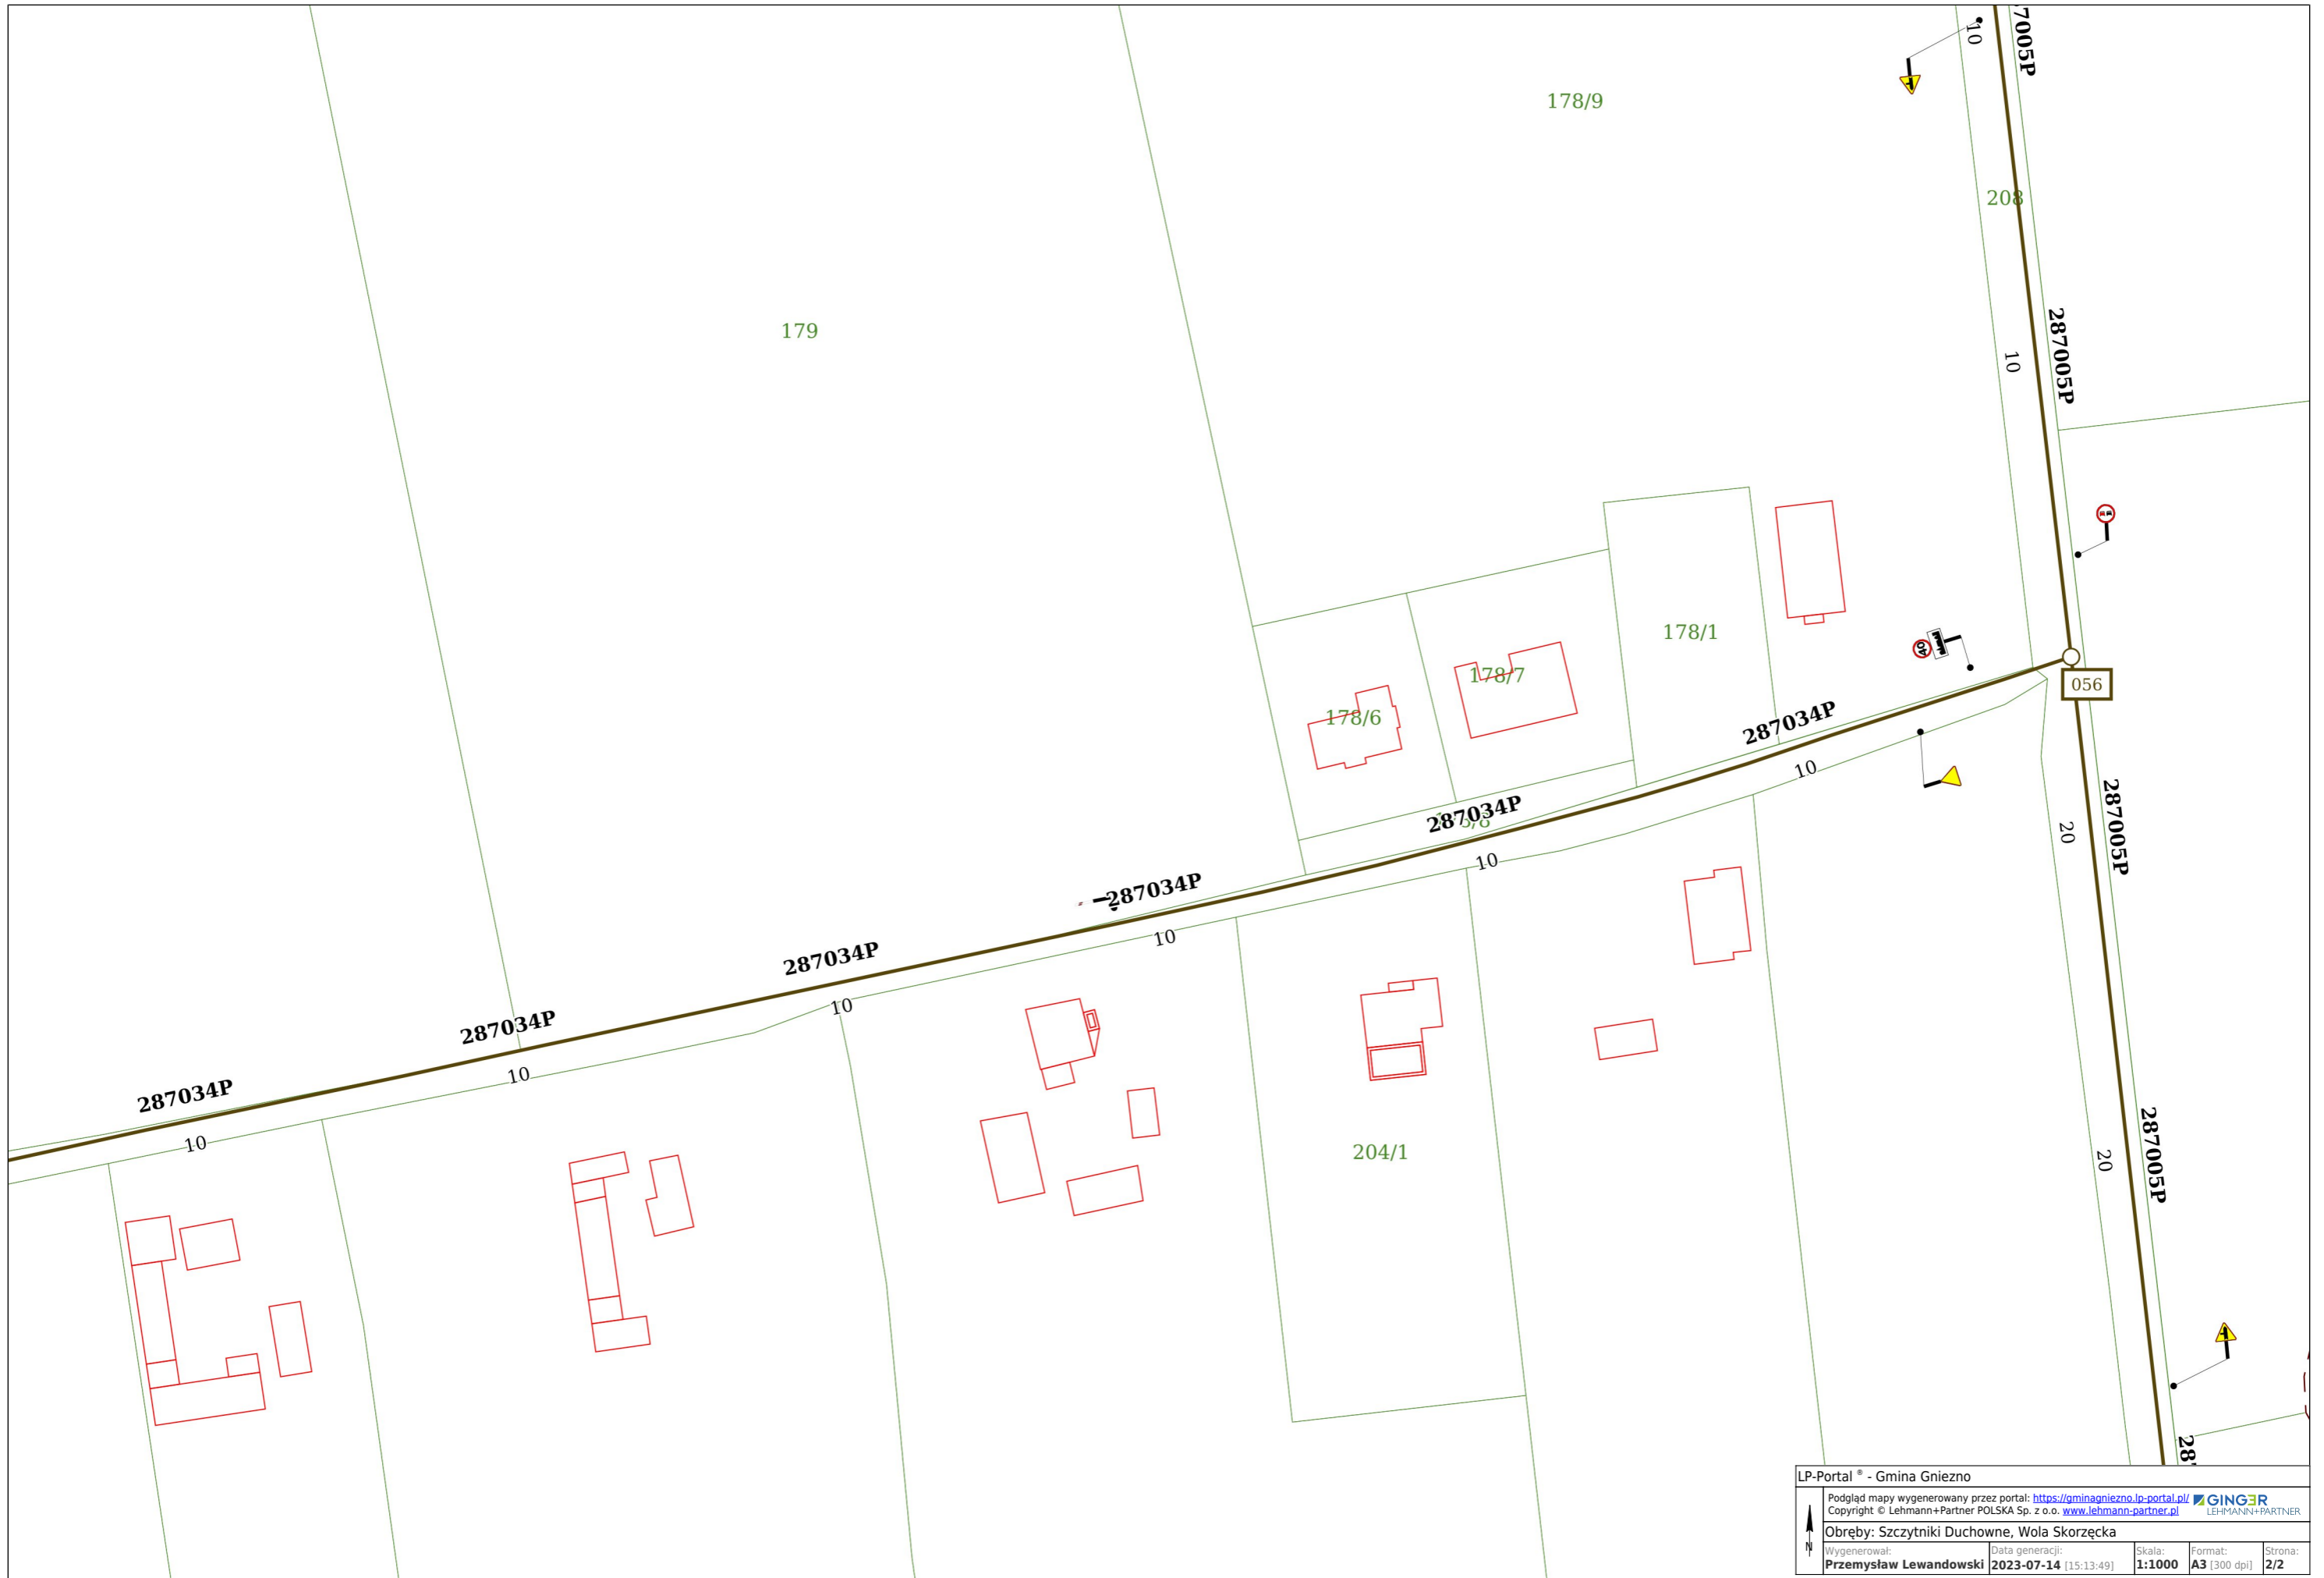 7005P
10
178/9
208
179
287005P
10
178/1
40
178/7
056
178/6
287034P
10
287034P
287005P
20
10
287034P
10
287034P
10
287034P
10
287034P
10
204/1
287005P
20
28
LP-Portal ® - Gmina Gniezno
Podgląd mapy wygenerowany przez portal: https://gminagniezno.lp-portal.pl/
Copyright © Lehmann+Partner POLSKA Sp. z o.o. www.lehmann-partner.pl
GINGER
LEHMANN+PARTNER
N
Obręby: Szczytniki Duchowne, Wola Skorzęcka
Wygenerował: Data generacji: Skala: Format: Strona:
Przemysław Lewandowski 2023-07-14 [15:13:49] 1:1000 A3 [300 dpi] 2/2